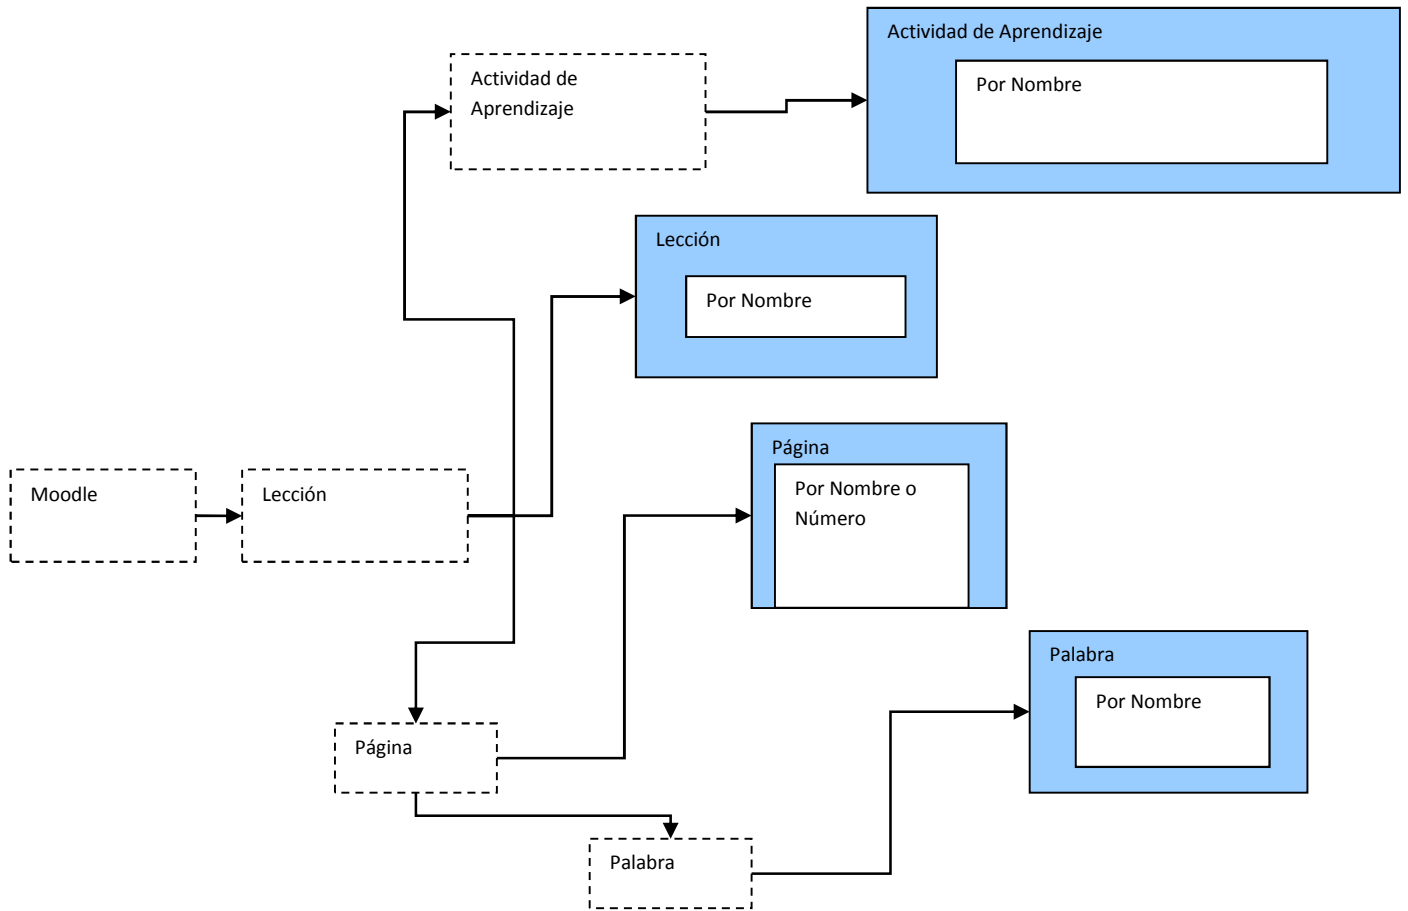 Actividad de Aprendizaje
Por Nombre
Actividad de
Aprendizaje
Lección
Por Nombre
Página
Por Nombre o
Número
Moodle
Lección
Palabra
Por Nombre
Página
Palabra